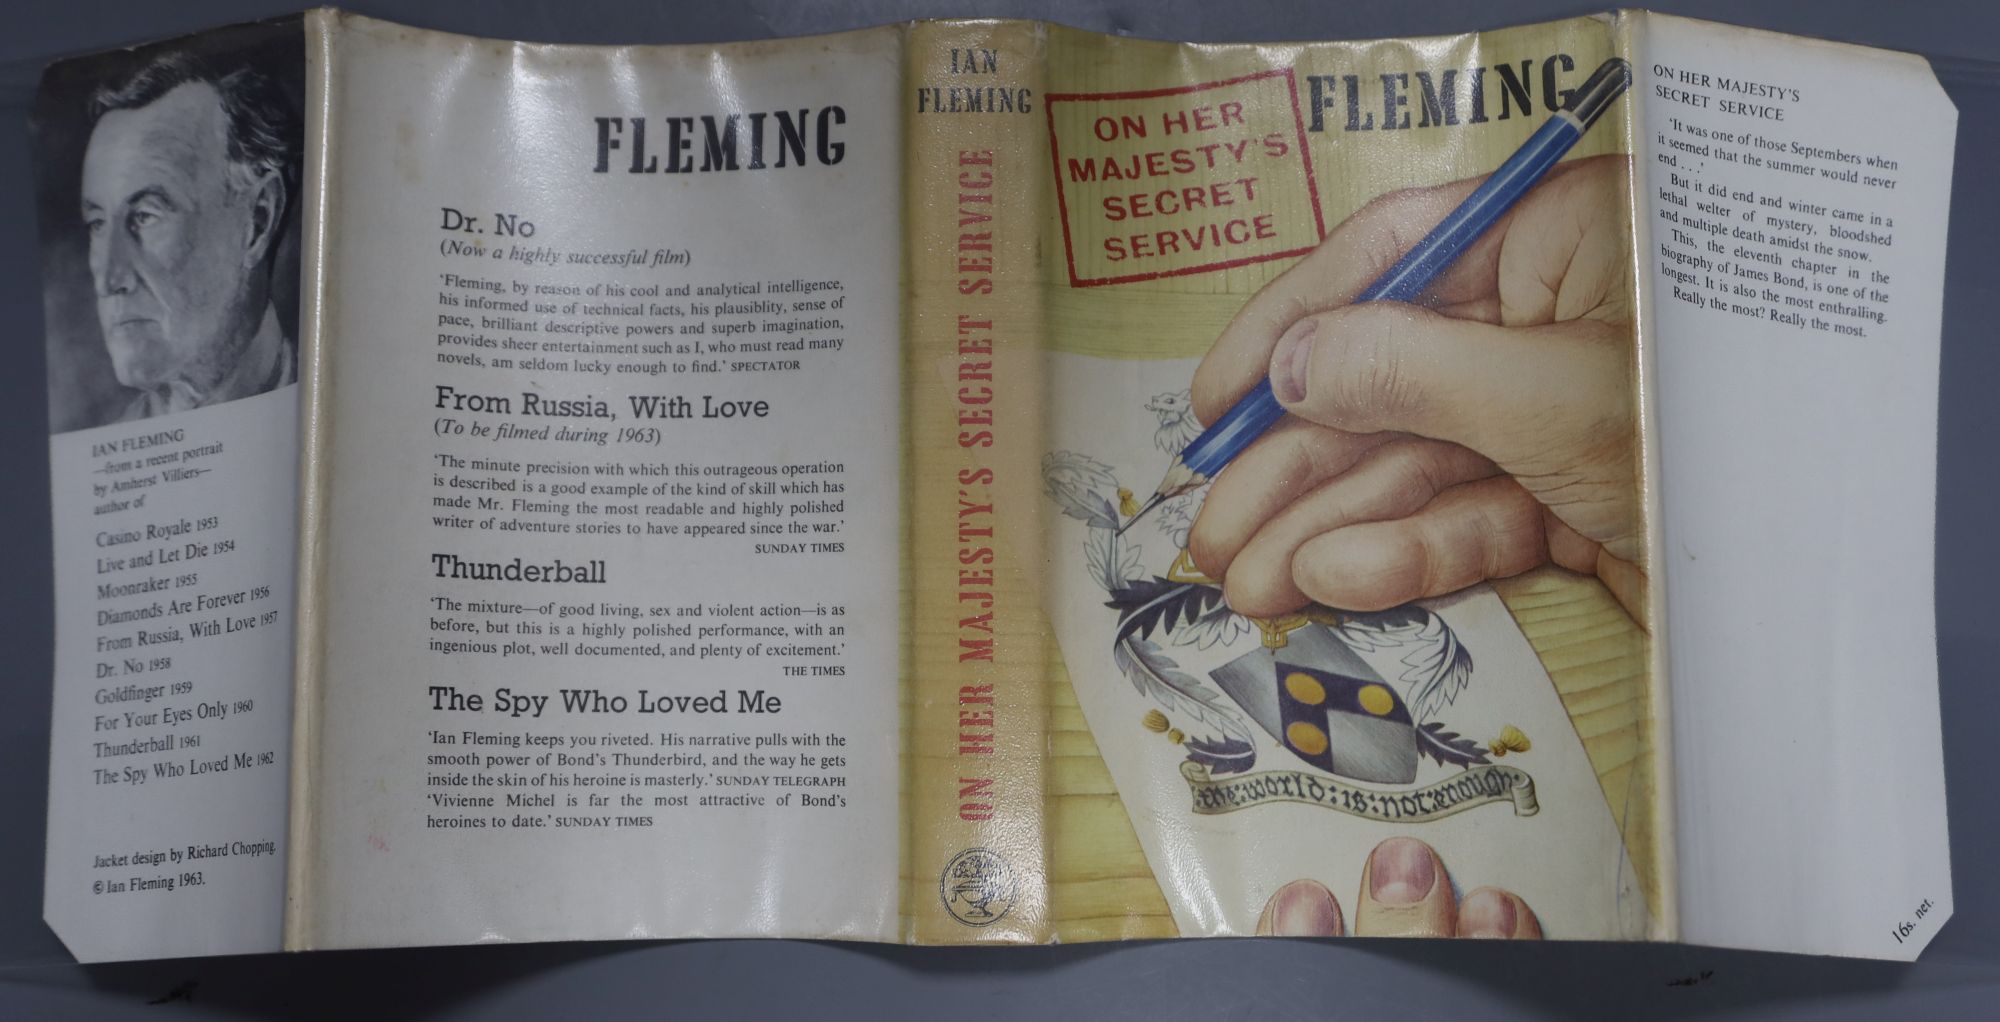 IAN FLEMING
—from a recent portrait
by Amherst Villiers—
author of
Casino Royale 1953
Live and Let Die 1954
Moonraker 1955
Diamonds Are Forever 1956
From Russia, With Love 1957
Dr. No 1958
Goldfinger 1959
For Your Eyes Only 1960
Thunderball 1961
The Spy Who Loved Me 1962
Jacket design by Richard Chopping.
© Ian Fleming 1963.
FLEMING
Dr. No
(Now a highly successful film)
‘Fleming, by reason of his cool and analytical intelligence,
his informed use of technical facts, his plausiblity, sense of
pace, brilliant descriptive powers and superb imagination,
provides sheer entertainment such as I, who must read many
novels, am seldom lucky enough to find.’ SPECTATOR
From Russia, With Love
(To be filmed during 1963)
‘The minute precision with which this outrageous operation
is described is a good example of the kind of skill which has
made Mr. Fleming the most readable and highly polished
writer of adventure stories to have appeared since the war.’
SUNDAY TIMES
Thunderball
‘The mixture—of good living, sex and violent action—is as
before, but this is a highly polished performance, with an
ingenious plot, well documented, and plenty of excitement.’
THE TIMES
The Spy Who Loved Me
‘Ian Fleming keeps you riveted. His narrative pulls with the
smooth power of Bond’s Thunderbird, and the way he gets
inside the skin of his heroine is masterly.’ SUNDAY TELEGRAPH
‘Vivienne Michel is far the most attractive of Bond’s
heroines to date.’ SUNDAY TIMES
IAN
FLEMING
ON HER MAJESTY’S SECRET SERVICE
FLEMING
ON HER
MAJESTY’S
SECRET
SERVICE
the:world:is:not:enough
ON HER MAJESTY’S
SECRET SERVICE
‘It was one of those Septembers when
it seemed that the summer would never
end . . .’
But it did end and winter came in a
lethal welter of mystery, bloodshed
and multiple death amidst the snow.
This, the eleventh chapter in the
biography of James Bond, is one of the
longest. It is also the most enthralling.
Really the most? Really the most.
16s. net.